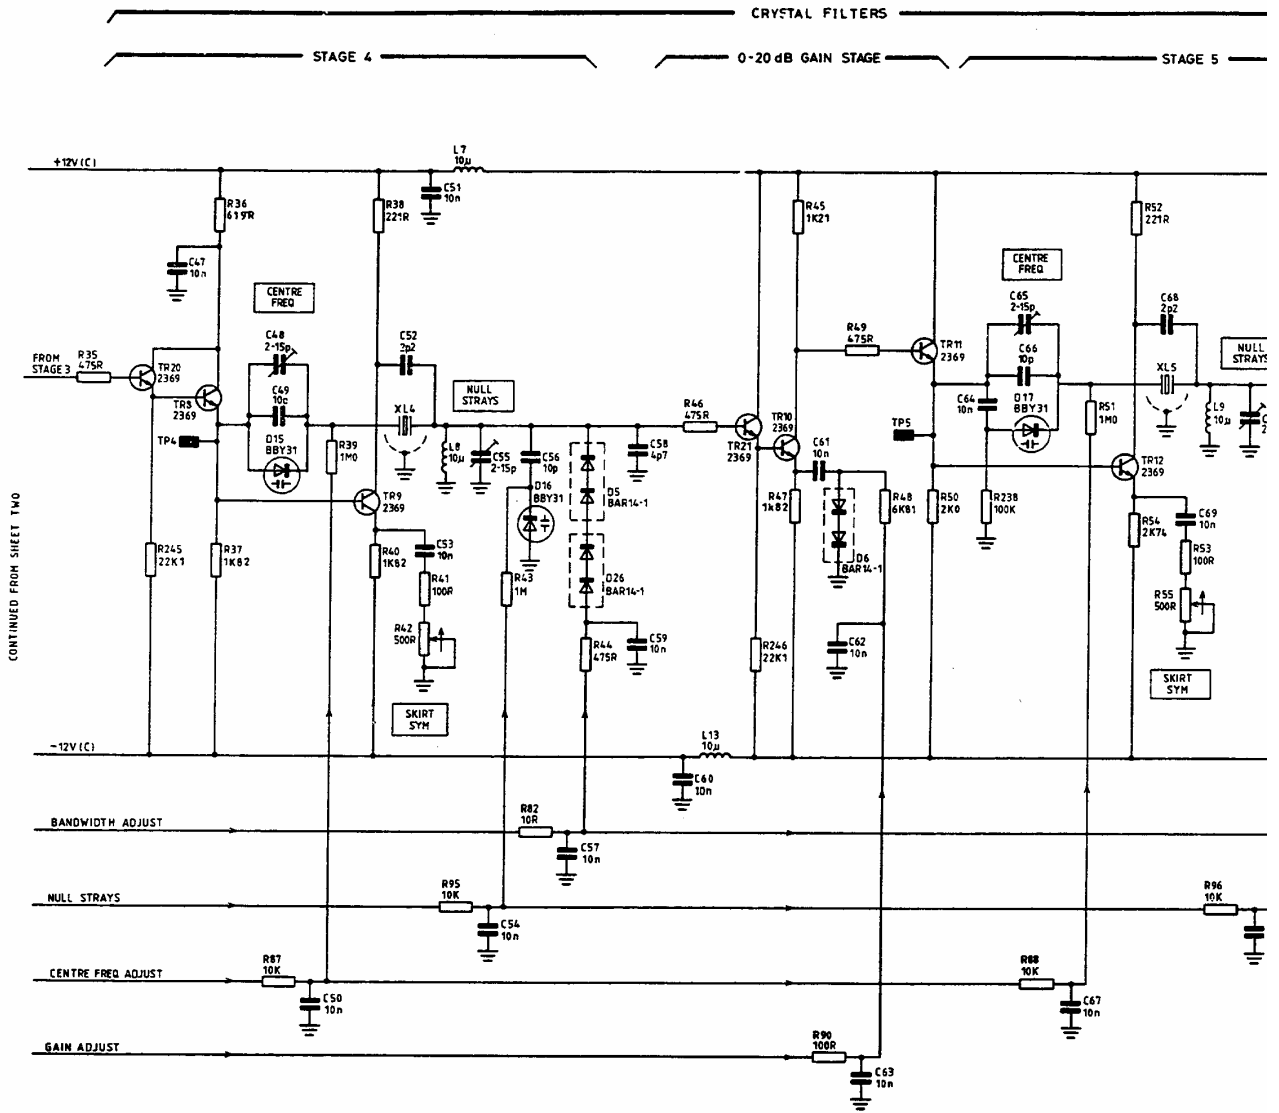 CRYSTAL FILTERS
STAGE 4
0-20 dB GAIN STAGE
STAGE 5
+12V (C)
L7
10µ
C51
10n
R36
619R
R38
221R
R45
1K21
R52
221R
C47
10n
CENTRE
FREQ
CENTRE
FREQ
C48
2-15p
C52
2p2
C65
2-15p
C68
2p2
FROM
STAGE 3
R35
475R
TR20
2369
R49
475R
TR11
2369
C66
10p
NULL
STRAYS
C49
10c
TR8
2369
XL4
NULL
STRAYS
D17
BBY31
XL5
C64
10n
R51
1M0
L9
10µ
TP4
D15
BBY31
R39
1M0
L8
10µ
C55
2-15p
C56
10p
C58
4p7
R46
475R
TR21
2369
TR10
2369
C61
10n
TP5
TR12
2369
D16
BBY31
D5
BAR14-1
TR9
2369
R47
1k82
R48
6K81
R50
2K0
R238
100K
R54
2K74
C69
10n
R245
22K1
R37
1K82
R40
1K82
C53
10n
D6
BAR14-1
R53
100R
R41
100R
R43
1M
D26
BAR14-1
R55
500R
R42
500R
R44
475R
C59
10n
R246
22K1
C62
10n
SKIRT
SYM
SKIRT
SYM
CONTINUED FROM SHEET TWO
-12V (C)
L13
10µ
C60
10n
BANDWIDTH ADJUST
R82
10R
C57
10n
NULL STRAYS
R95
10K
C54
10n
R96
10K
CENTRE FREQ ADJUST
R87
10K
C50
10n
R88
10K
C67
10n
GAIN ADJUST
R90
100R
C63
10n